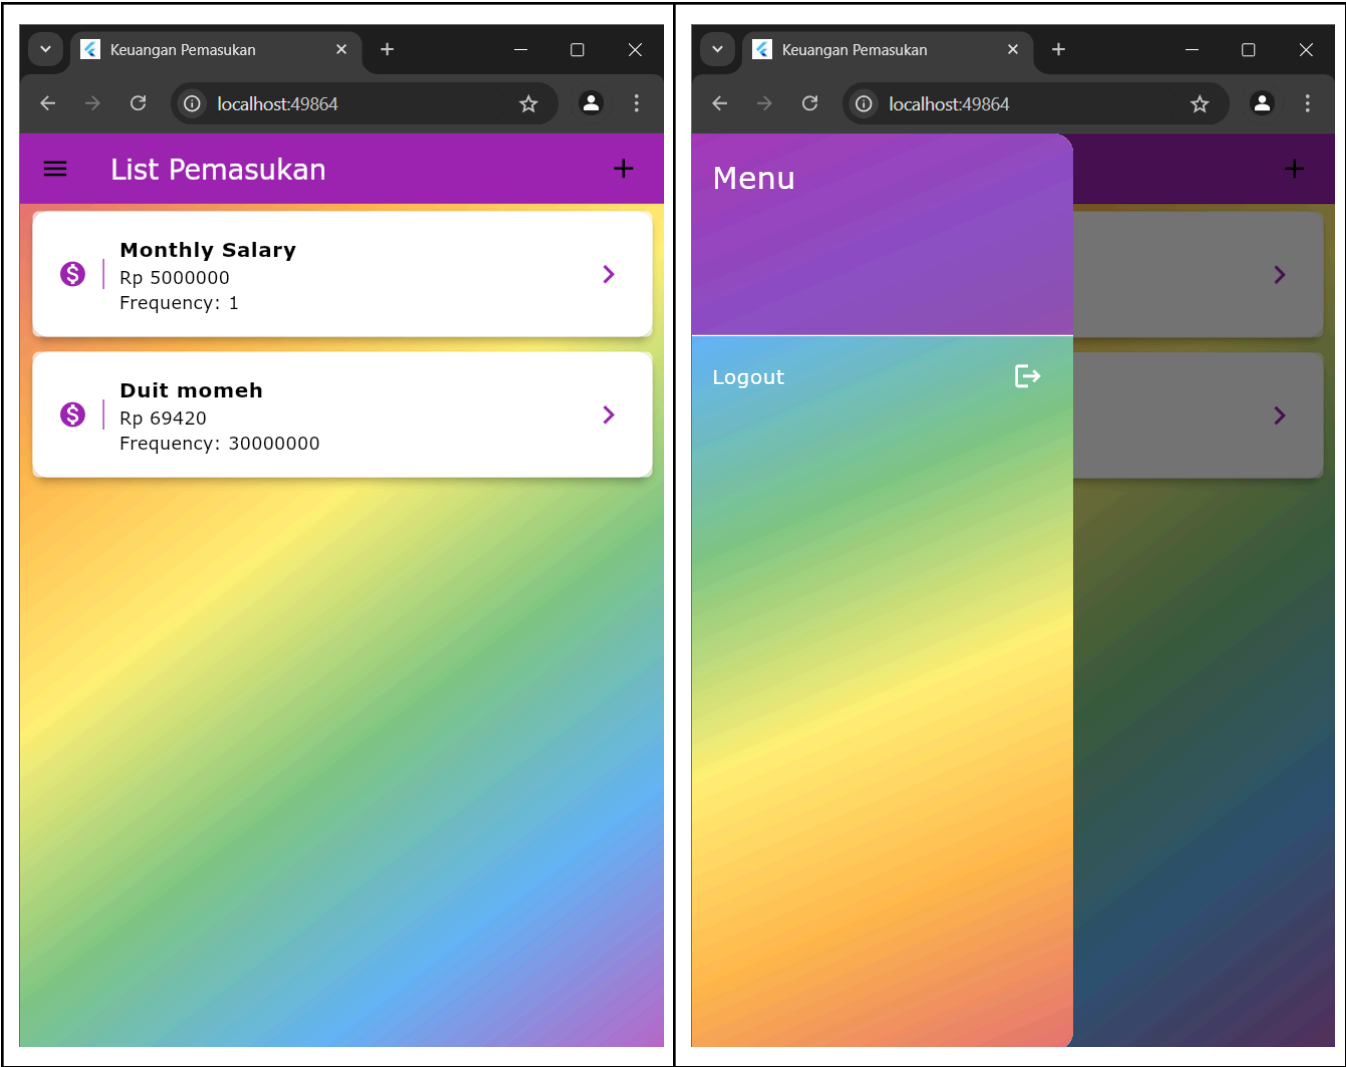 Keuangan Pemasukan
localhost:49864
List Pemasukan
Monthly Salary
Rp 5000000
Frequency: 1
Duit momeh
Rp 69420
Frequency: 30000000
Keuangan Pemasukan
localhost:49864
Menu
Logout